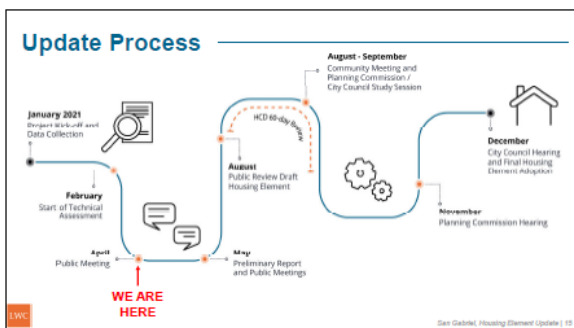 Update Process
January 2021
Project Kick-off and
Data Collection
February
Start of Technical
Assessment
April
Public Meeting
WE ARE
HERE
May
Preliminary Report
and Public Meetings
August
Public Review Draft
Housing Element
HCD 60-day Review
August - September
Community Meeting and
Planning Commission /
City Council Study Session
November
Planning Commission Hearing
December
City Council Hearing
and Final Housing
Element Adoption
LWC
San Gabriel, Housing Element Update | 15